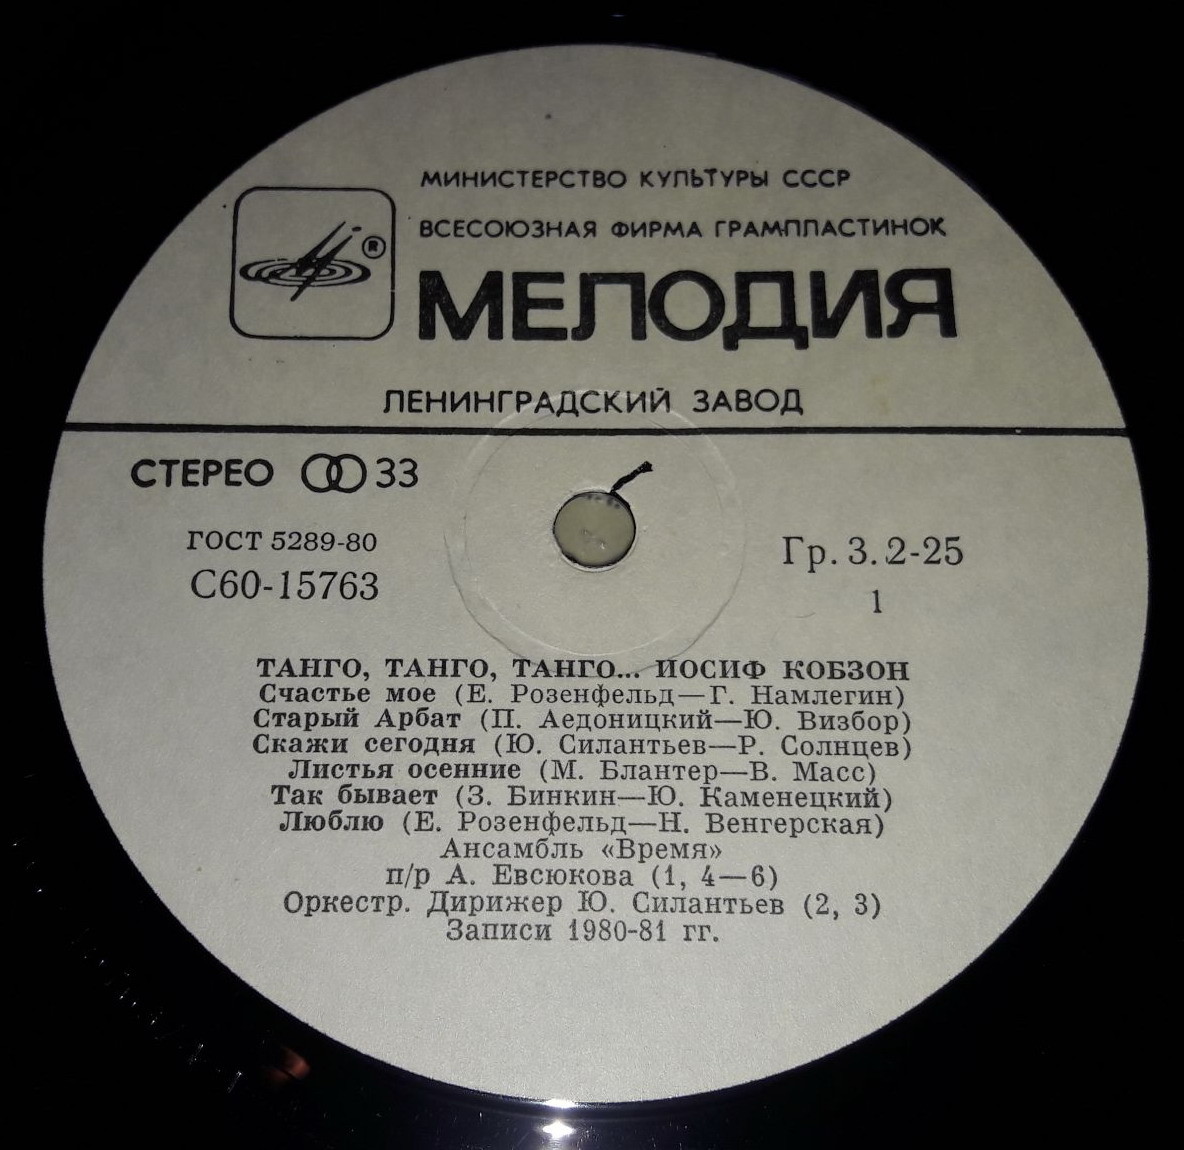 МИНИСТЕРСТВО КУЛЬТУРЫ СССР
ВСЕСОЮЗНАЯ ФИРМА ГРАМПЛАСТИНОК
®
МЕЛОДИЯ
ЛЕНИНГРАДСКИЙ ЗАВОД
СТЕРЕО 33
ГОСТ 5289-80
С60-15763
Гр. 3. 2-25
1
ТАНГО, ТАНГО, ТАНГО... ИОСИФ КОБЗОН
Счастье мое (Е. Розенфельд—Г. Намлегин)
Старый Арбат (П. Аедоницкий—Ю. Визбор)
Скажи сегодня (Ю. Силантьев—Р. Солнцев)
Листья осенние (М. Блантер—В. Масс)
Так бывает (З. Бинкин—Ю. Каменецкий)
Люблю (Е. Розенфельд—Н. Венгерская)
Ансамбль «Время»
п/р А. Евсюкова (1, 4—6)
Оркестр. Дирижер Ю. Силантьев (2, 3)
Записи 1980-81 гг.